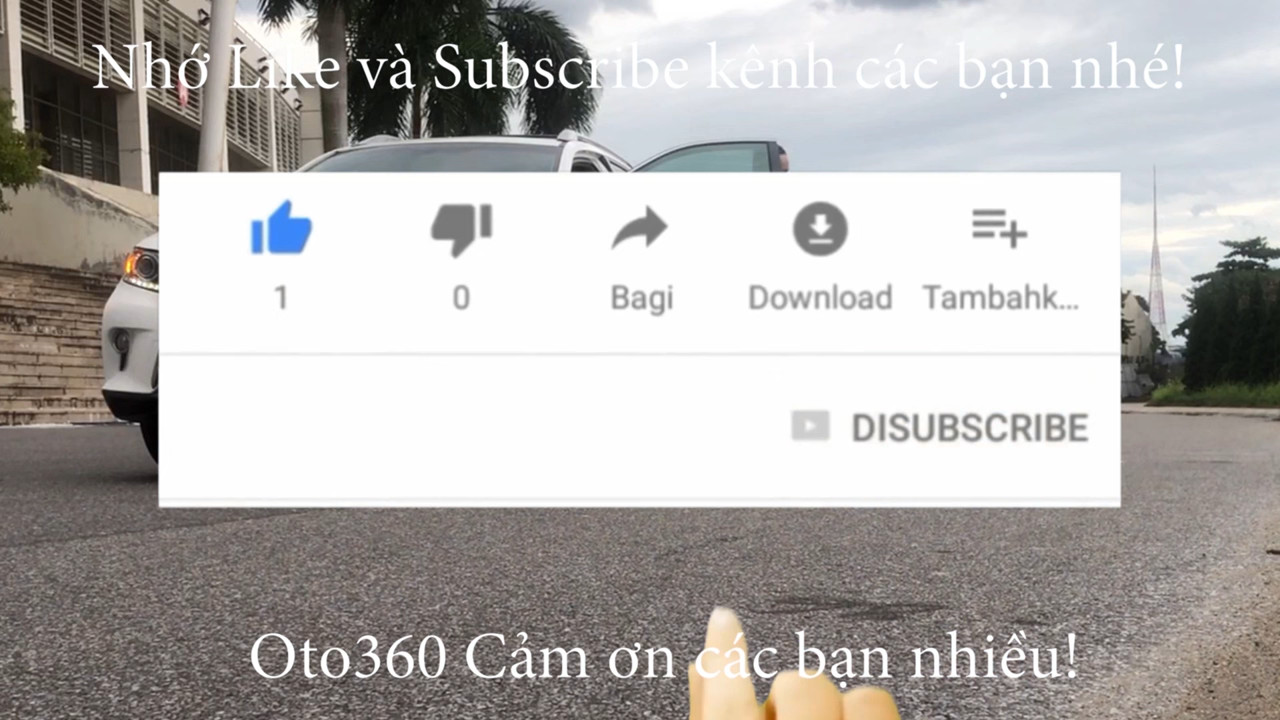 Nhớ Like và Subscribe kênh các bạn nhé!
1 0 Bagi Download Tambahk...
DISUBSCRIBE
Oto360 Cảm ơn các bạn nhiều!